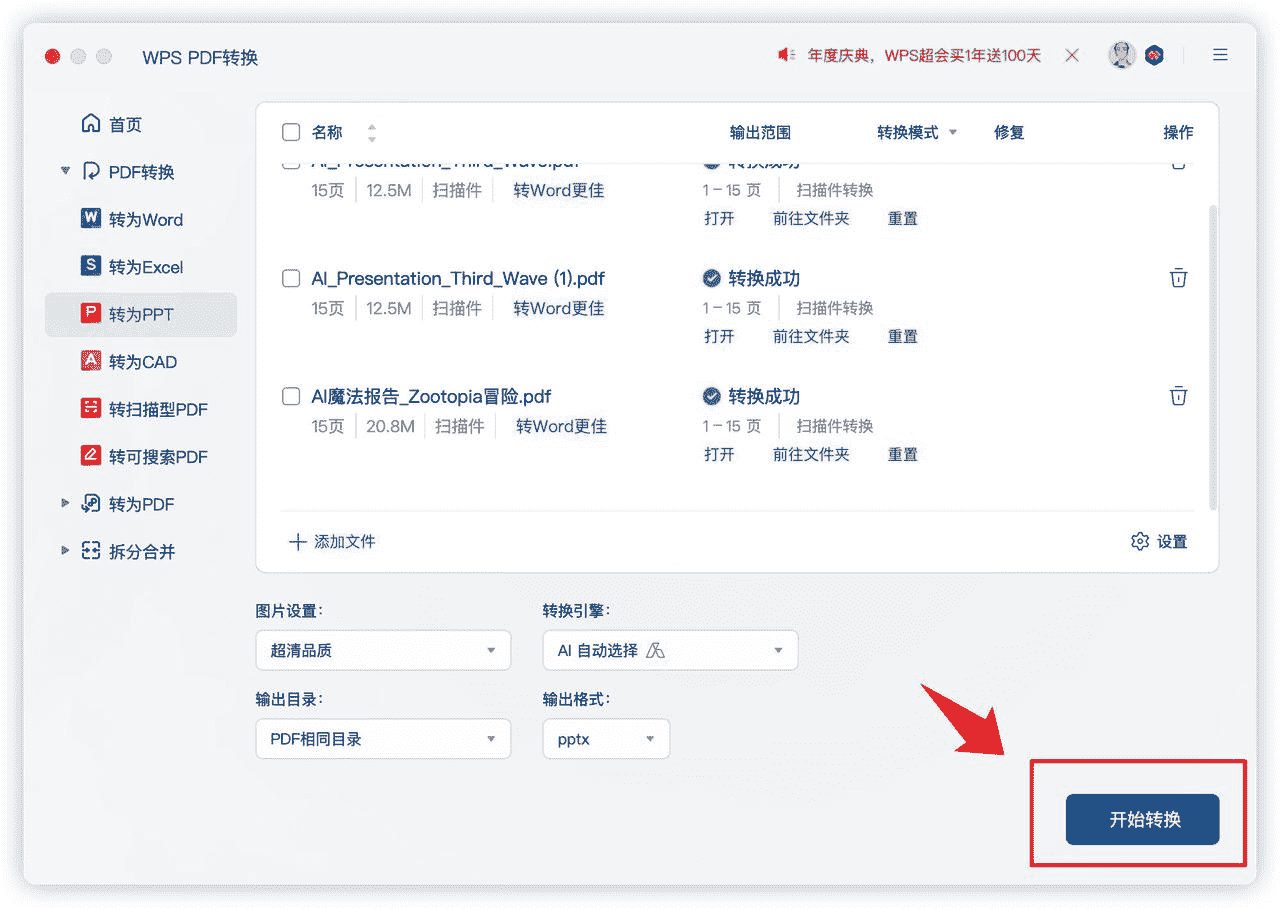 WPS PDF转换
年度庆典，WPS超会买1年送100天
首页
PDF转换
转为Word
转为Excel
转为PPT
转为CAD
转扫描型PDF
转可搜索PDF
转为PDF
拆分合并
名称 输出范围 转换模式 修复 操作
AI_Presentation_Third_Wave.pdf 转换成功
15页 12.5M 扫描件 转Word更佳 1－15 页 扫描件转换
打开 前往文件夹 重置
AI_Presentation_Third_Wave (1).pdf 转换成功
15页 12.5M 扫描件 转Word更佳 1－15 页 扫描件转换
打开 前往文件夹 重置
AI魔法报告_Zootopia冒险.pdf 转换成功
15页 20.8M 扫描件 转Word更佳 1－15 页 扫描件转换
打开 前往文件夹 重置
添加文件 设置
图片设置： 转换引擎：
超清品质 AI 自动选择
输出目录： 输出格式：
PDF相同目录 pptx
开始转换